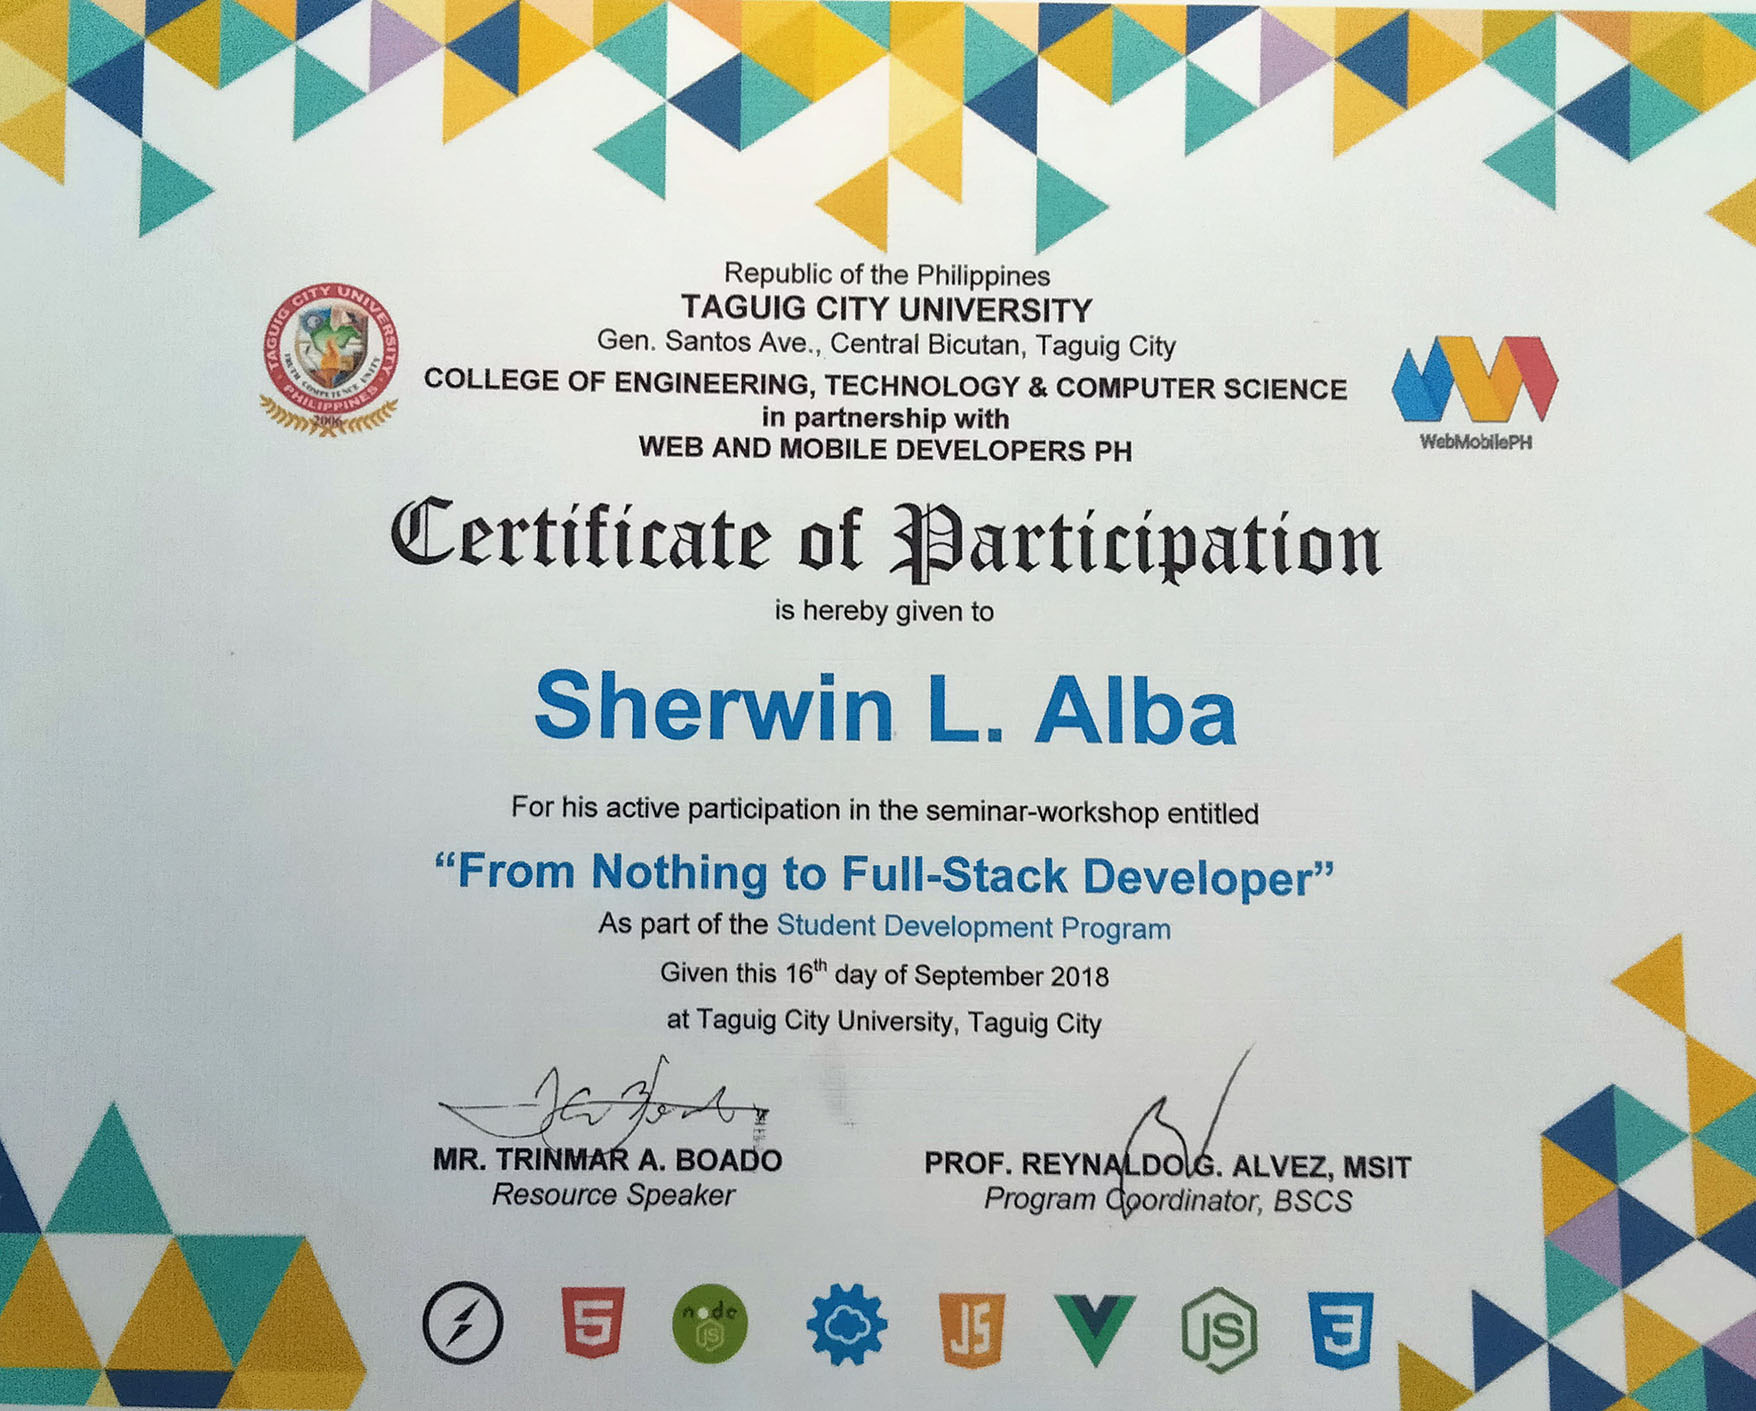 Republic of the Philippines
TAGUIG CITY UNIVERSITY
Gen. Santos Ave., Central Bicutan, Taguig City
COLLEGE OF ENGINEERING, TECHNOLOGY & COMPUTER SCIENCE
in partnership with
WEB AND MOBILE DEVELOPERS PH
TAGUIG CITY UNIVERSITY
TRUTH COMPETENCE UNITY
PHILIPPINES
2006
WebMobilePH
Certificate of Participation
is hereby given to
Sherwin L. Alba
For his active participation in the seminar-workshop entitled
“From Nothing to Full-Stack Developer”
As part of the Student Development Program
Given this 16th day of September 2018
at Taguig City University, Taguig City
MR. TRINMAR A. BOADO
Resource Speaker
PROF. REYNALDO G. ALVEZ, MSIT
Program Coordinator, BSCS
5
node
JS
JS
JS
3